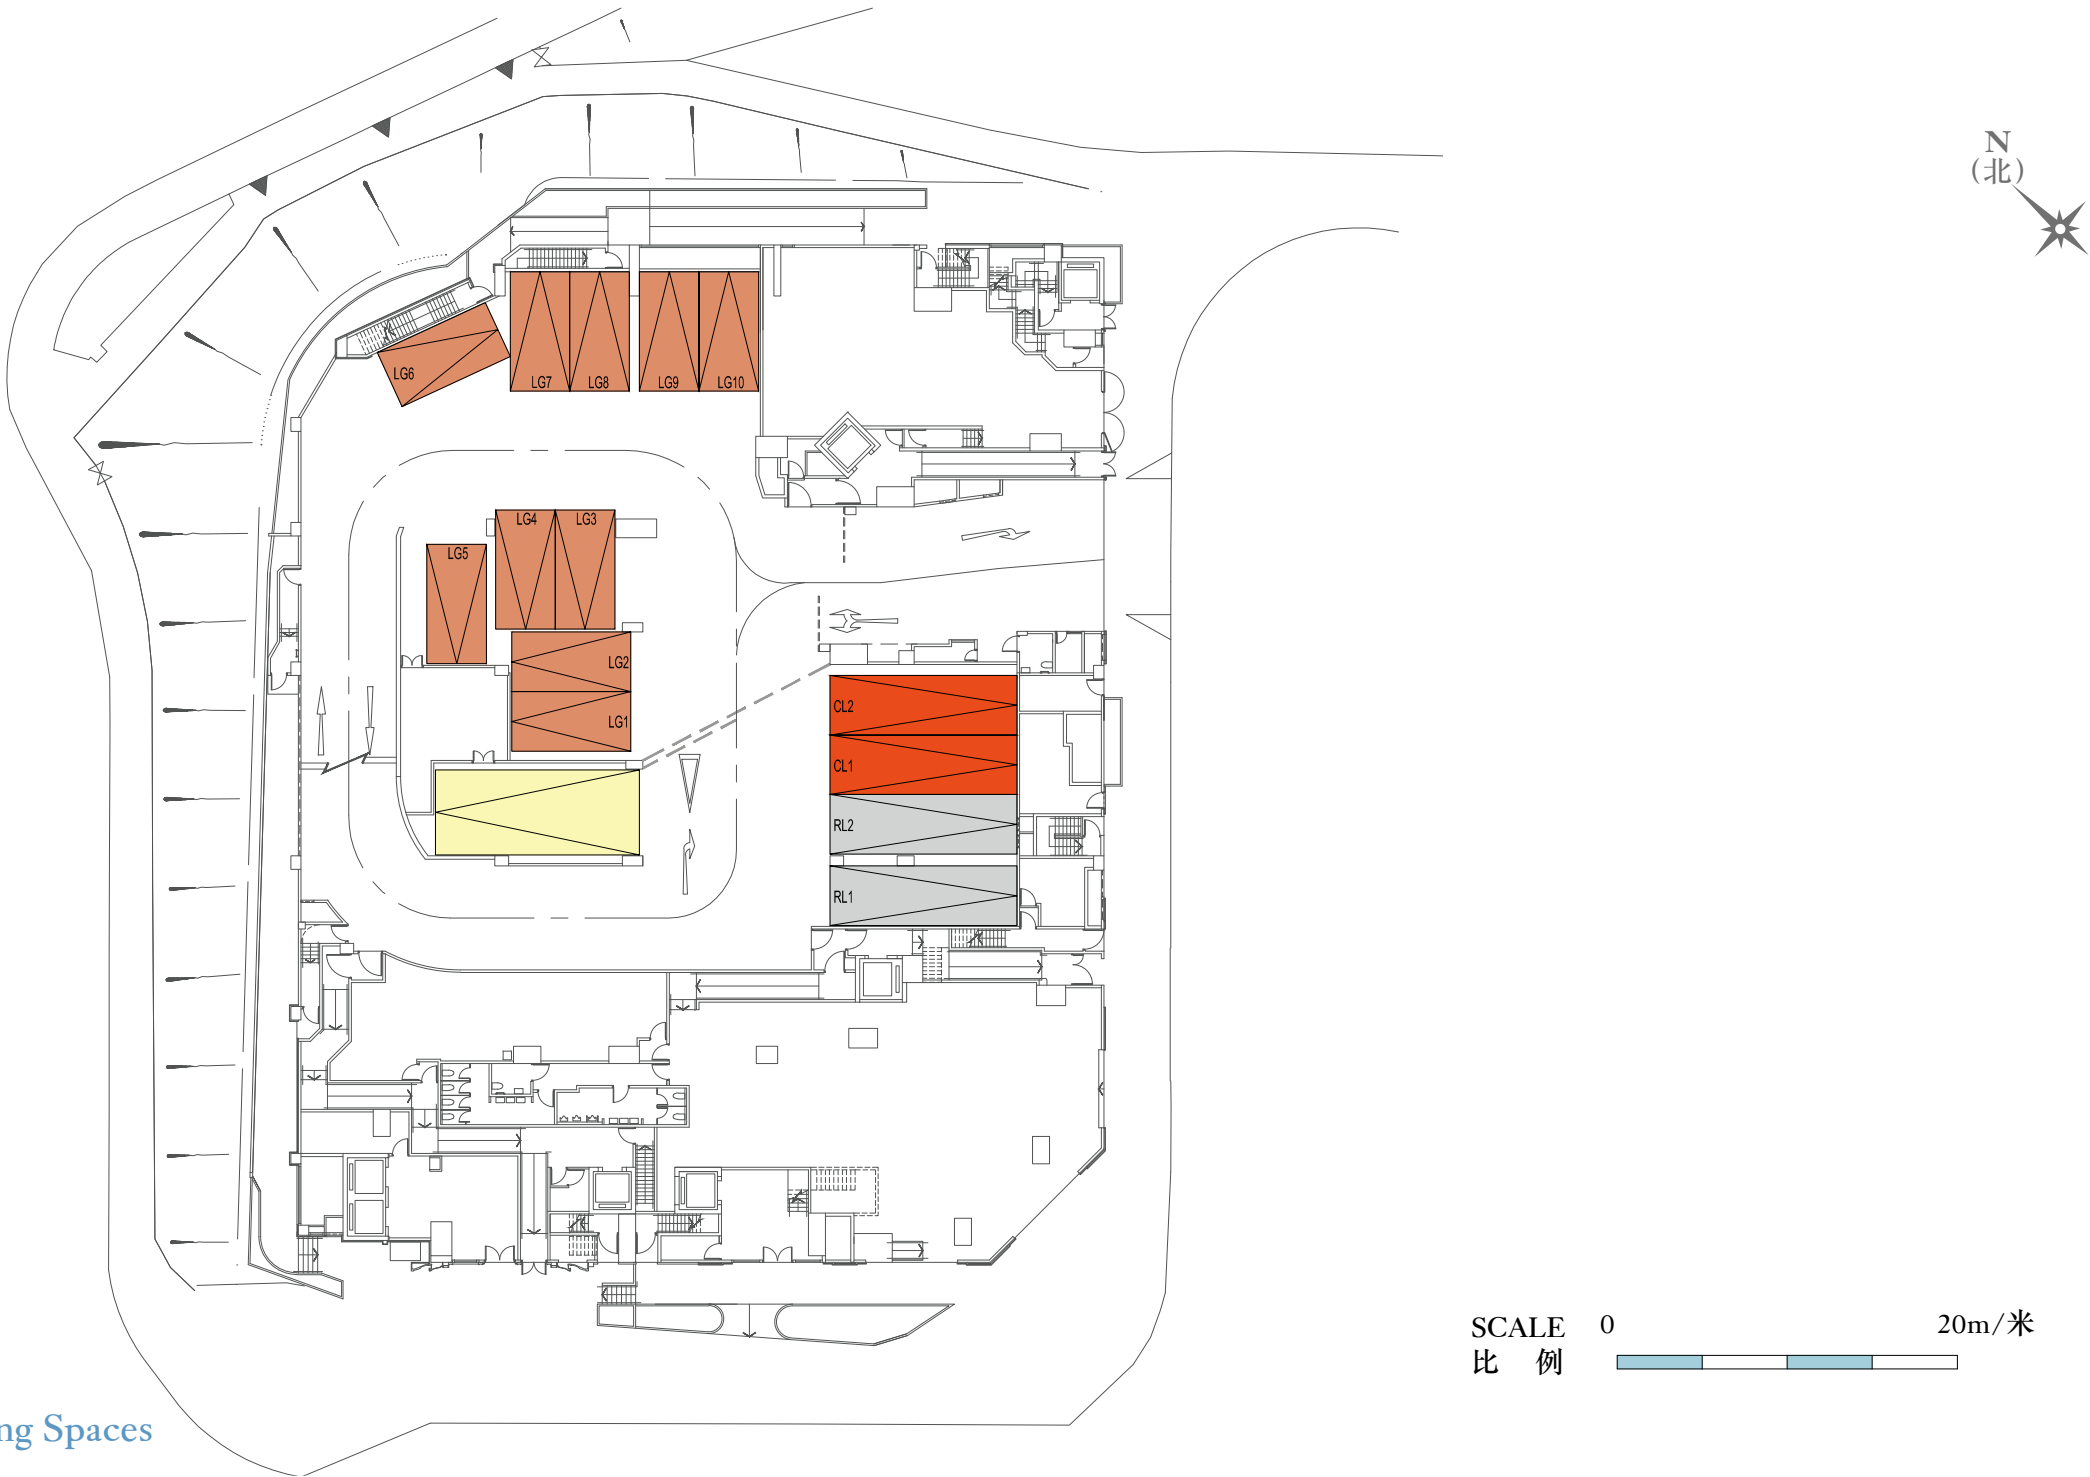 N
(北)
LG6
LG7
LG8
LG9
LG10
LG4
LG3
LG5
LG2
LG1
CL2
CL1
RL2
RL1
SCALE 0 20m/米
比 例
ng Spaces